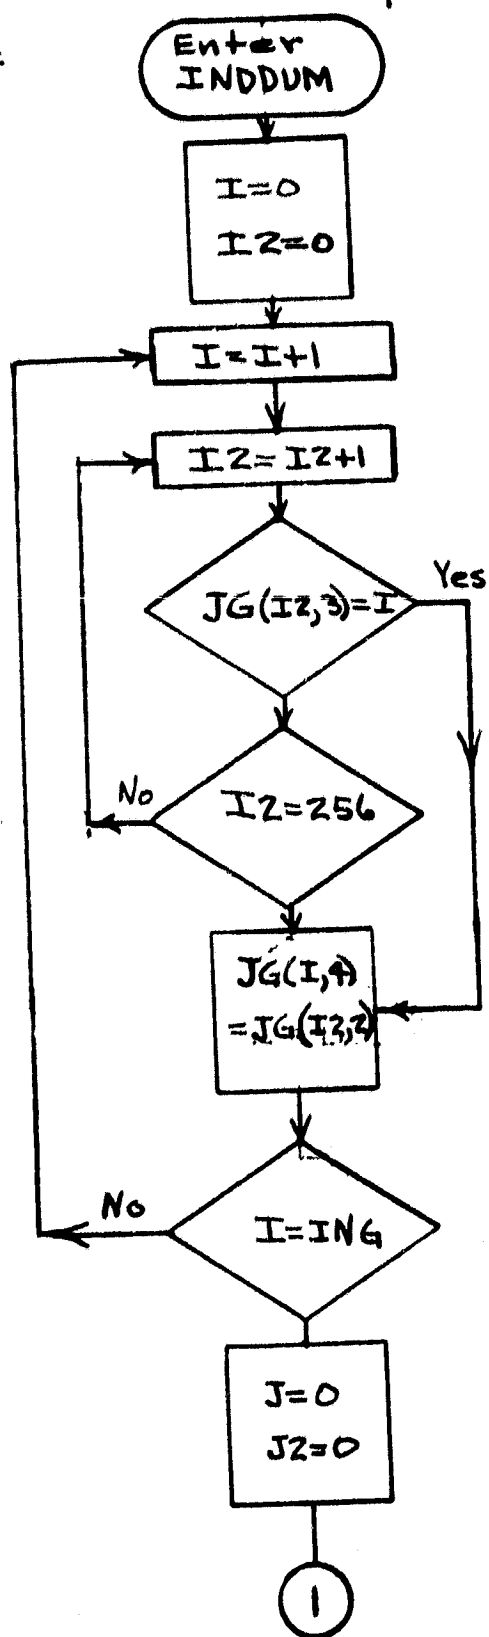 Enter
INDDUM
I=0
I2=0
I=I+1
I2=I2+1
JG(I2,3)=I
Yes
I2=256
No
JG(I,4)
=JG(I2,2)
I=ING
No
J=0
J2=0
1